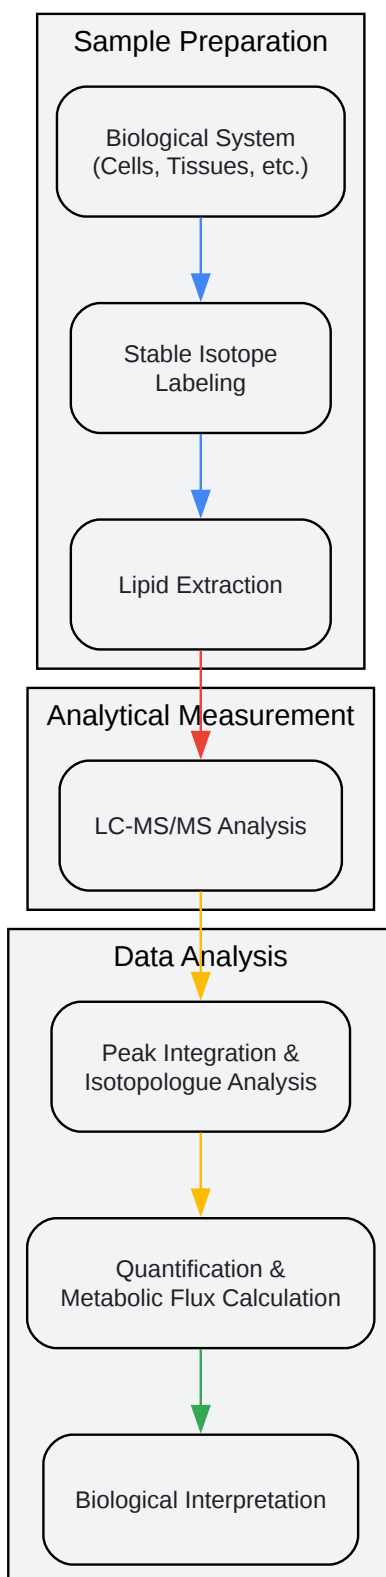 Sample Preparation
Biological System
(Cells, Tissues, etc.)
Stable Isotope
Labeling
Lipid Extraction
Analytical Measurement
LC-MS/MS Analysis
Data Analysis
Peak Integration &
Isotopologue Analysis
Quantification &
Metabolic Flux Calculation
Biological Interpretation